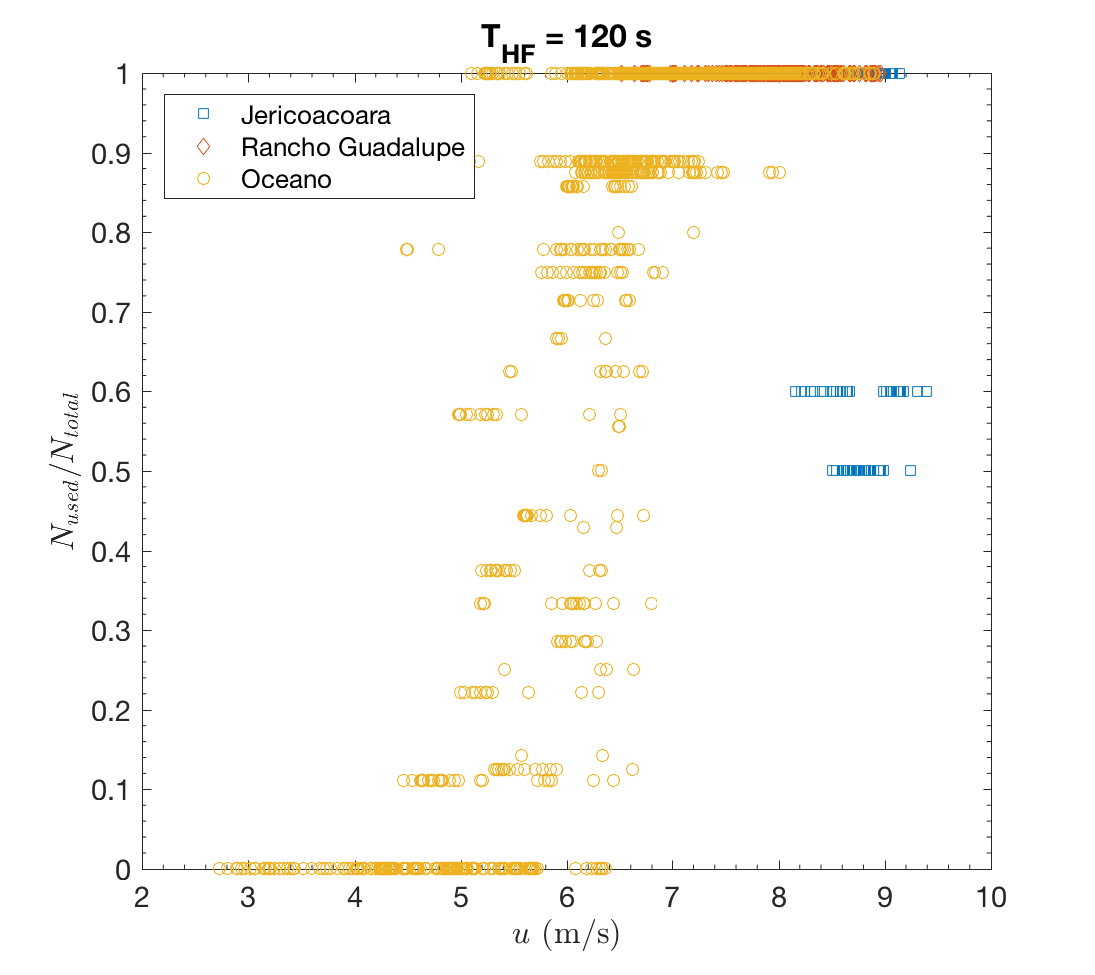 T_HF = 120 s
Jericoacoara
Rancho Guadalupe
Oceano
1
0.9
0.8
0.7
0.6
0.5
0.4
0.3
0.2
0.1
0
N_used/N_total
2 3 4 5 6 7 8 9 10
u (m/s)